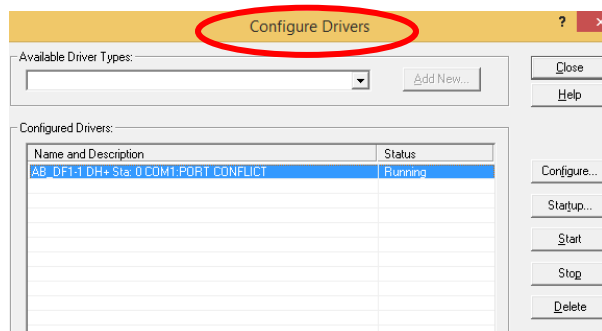 Configure Drivers
?
Available Driver Types:
Add New...
Close
Help
Configured Drivers:
Name and Description Status
AB_DF1-1 DH+ Sta: 0 COM1:PORT CONFLICT Running
Configure...
Startup...
Start
Stop
Delete